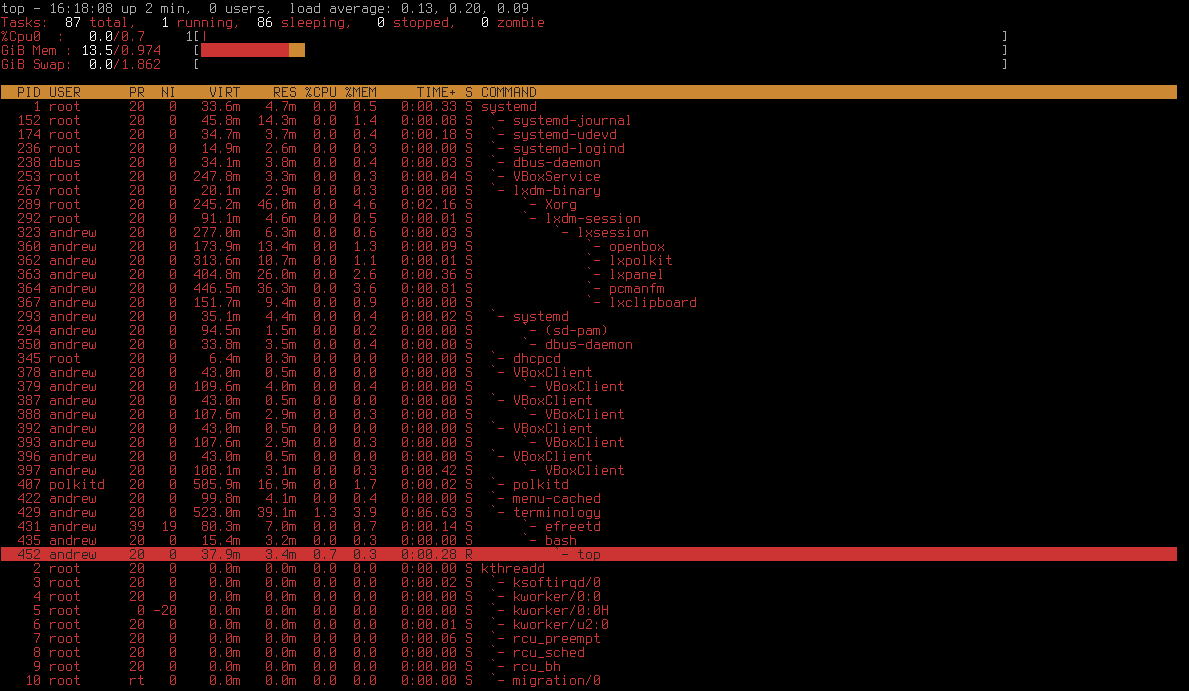 top - 16:18:08 up 2 min,  0 users,  load average: 0.13, 0.20, 0.09
Tasks:  87 total,   1 running,  86 sleeping,   0 stopped,   0 zombie
%Cpu0  :   0.0/0.7     1[|                                                                                                    ]
GiB Mem : 13.5/0.974    [                                                                                                    ]
GiB Swap:  0.0/1.862    [                                                                                                    ]
  PID USER      PR  NI    VIRT    RES %CPU %MEM     TIME+ S COMMAND
    1 root      20   0   33.6m   4.7m  0.0  0.5   0:00.33 S systemd
  152 root      20   0   45.8m  14.3m  0.0  1.4   0:00.08 S  `- systemd-journal
  174 root      20   0   34.7m   3.7m  0.0  0.4   0:00.18 S  `- systemd-udevd
  236 root      20   0   14.9m   2.6m  0.0  0.3   0:00.00 S  `- systemd-logind
  238 dbus      20   0   34.1m   3.8m  0.0  0.4   0:00.03 S  `- dbus-daemon
  253 root      20   0  247.8m   3.3m  0.0  0.3   0:00.04 S  `- VBoxService
  267 root      20   0   20.1m   2.9m  0.0  0.3   0:00.00 S  `- lxdm-binary
  289 root      20   0  245.2m  46.0m  0.0  4.6   0:02.16 S      `- Xorg
  292 root      20   0   91.1m   4.6m  0.0  0.5   0:00.01 S      `- lxdm-session
  323 andrew    20   0  277.0m   6.3m  0.0  0.6   0:00.03 S          `- lxsession
  360 andrew    20   0  173.9m  13.4m  0.0  1.3   0:00.09 S              `- openbox
  362 andrew    20   0  313.6m  10.7m  0.0  1.1   0:00.01 S              `- lxpolkit
  363 andrew    20   0  404.8m  26.0m  0.0  2.6   0:00.36 S              `- lxpanel
  364 andrew    20   0  446.5m  36.3m  0.0  3.6   0:00.81 S              `- pcmanfm
  367 andrew    20   0  151.7m   9.4m  0.0  0.9   0:00.00 S              `- lxclipboard
  293 andrew    20   0   35.1m   4.4m  0.0  0.4   0:00.02 S  `- systemd
  294 andrew    20   0   94.5m   1.5m  0.0  0.2   0:00.00 S      `- (sd-pam)
  350 andrew    20   0   33.8m   3.5m  0.0  0.4   0:00.00 S      `- dbus-daemon
  345 root      20   0    6.4m   0.3m  0.0  0.0   0:00.00 S  `- dhcpcd
  378 andrew    20   0   43.0m   0.5m  0.0  0.0   0:00.00 S  `- VBoxClient
  379 andrew    20   0  109.6m   4.0m  0.0  0.4   0:00.00 S      `- VBoxClient
  387 andrew    20   0   43.0m   0.5m  0.0  0.0   0:00.00 S  `- VBoxClient
  388 andrew    20   0  107.6m   2.9m  0.0  0.3   0:00.00 S      `- VBoxClient
  392 andrew    20   0   43.0m   0.5m  0.0  0.0   0:00.00 S  `- VBoxClient
  393 andrew    20   0  107.6m   2.9m  0.0  0.3   0:00.00 S      `- VBoxClient
  396 andrew    20   0   43.0m   0.5m  0.0  0.0   0:00.00 S  `- VBoxClient
  397 andrew    20   0  108.1m   3.1m  0.0  0.3   0:00.42 S      `- VBoxClient
  407 polkitd   20   0  505.9m  16.9m  0.0  1.7   0:00.02 S  `- polkitd
  422 andrew    20   0   99.8m   4.1m  0.0  0.4   0:00.00 S  `- menu-cached
  429 andrew    20   0  523.0m  39.1m  1.3  3.9   0:06.63 S  `- terminology
  431 andrew    39  19   80.3m   7.0m  0.0  0.7   0:00.14 S      `- efreetd
  435 andrew    20   0   15.4m   3.2m  0.0  0.3   0:00.00 S      `- bash
  452 andrew    20   0   37.9m   3.4m  0.7  0.3   0:00.28 R          `- top
    2 root      20   0    0.0m   0.0m  0.0  0.0   0:00.00 S kthreadd
    3 root      20   0    0.0m   0.0m  0.0  0.0   0:00.02 S  `- ksoftirqd/0
    4 root      20   0    0.0m   0.0m  0.0  0.0   0:00.00 S  `- kworker/0:0
    5 root       0 -20    0.0m   0.0m  0.0  0.0   0:00.00 S  `- kworker/0:0H
    6 root      20   0    0.0m   0.0m  0.0  0.0   0:00.01 S  `- kworker/u2:0
    7 root      20   0    0.0m   0.0m  0.0  0.0   0:00.06 S  `- rcu_preempt
    8 root      20   0    0.0m   0.0m  0.0  0.0   0:00.00 S  `- rcu_sched
    9 root      20   0    0.0m   0.0m  0.0  0.0   0:00.00 S  `- rcu_bh
   10 root      rt   0    0.0m   0.0m  0.0  0.0   0:00.00 S  `- migration/0